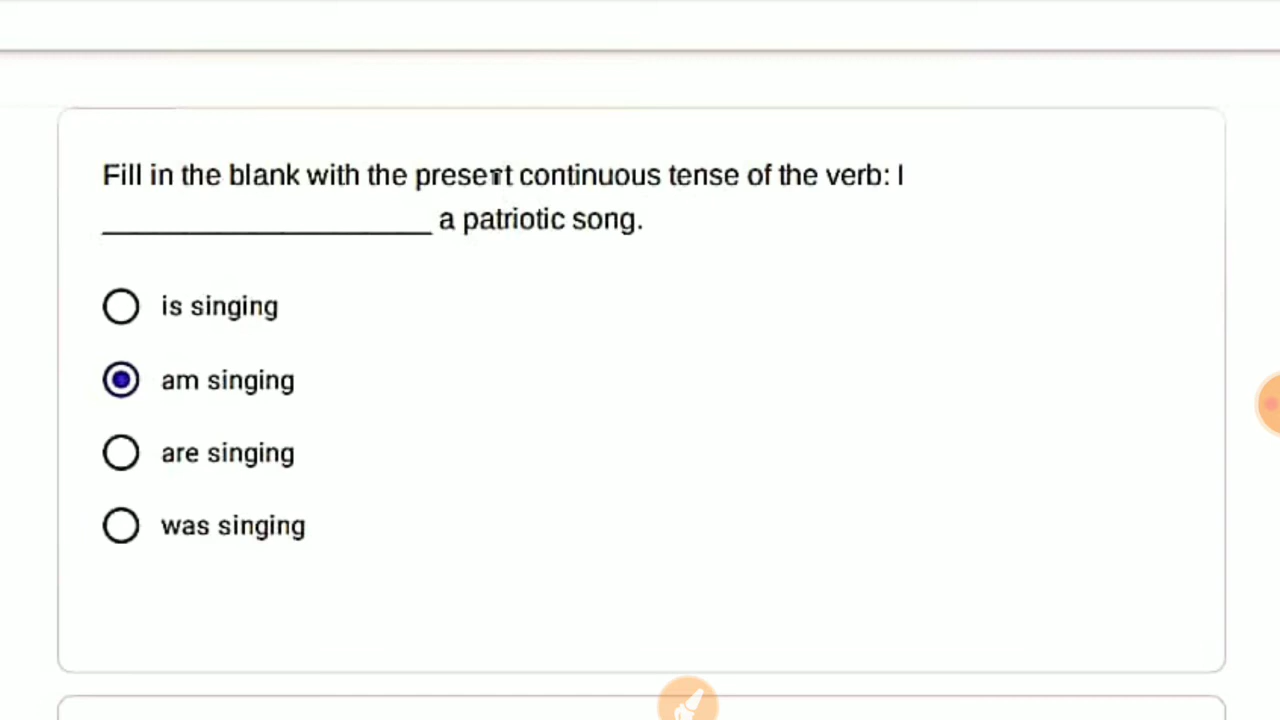 Fill in the blank with the present continuous tense of the verb: I
______________________ a patriotic song.
is singing
am singing
are singing
was singing